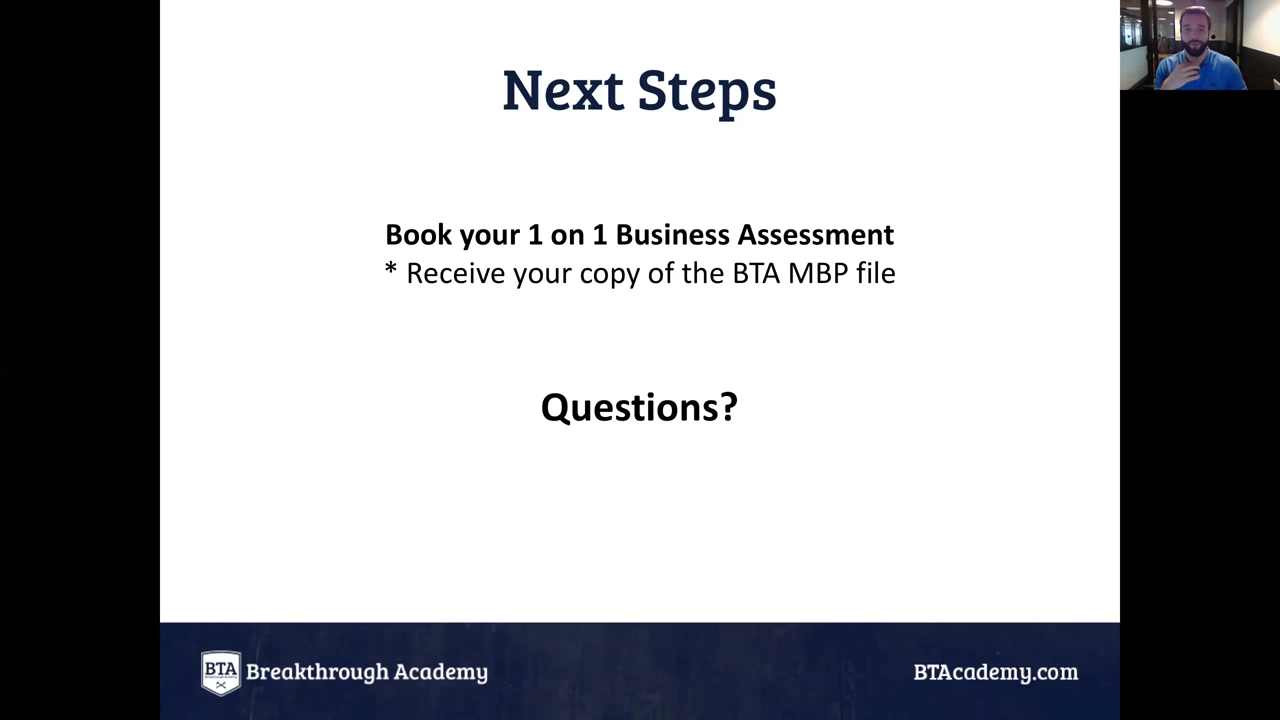 Next Steps
Book your 1 on 1 Business Assessment
* Receive your copy of the BTA MBP file
Questions?
BTA
Breakthrough Academy
BTAcademy.com